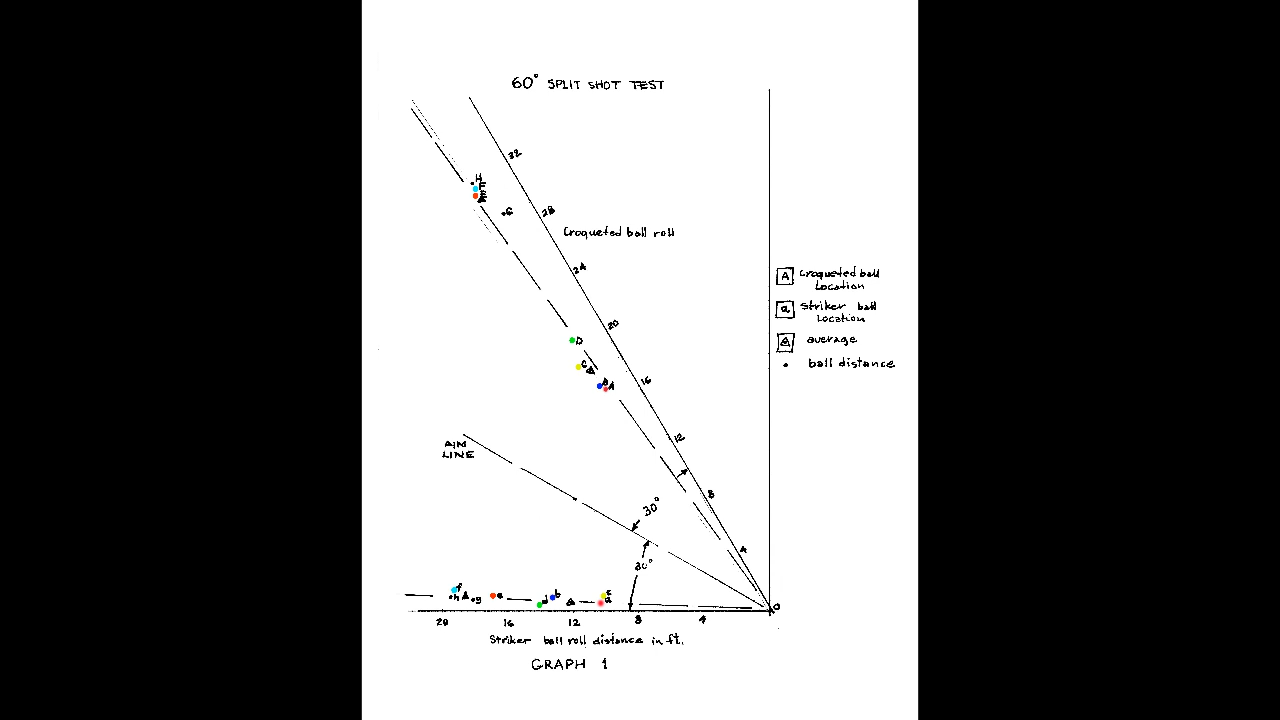 60° SPLIT SHOT TEST
32
28
Croqueted ball roll
24
20
16
12
8
4
0
H
F
E
G
D
C
B A
AIM
LINE
30°
30°
f
h g e d b c a
20 16 12 8 4
Striker ball roll distance in ft.
GRAPH 1
A Croqueted ball
Location
a Striker ball
Location
△ average
• ball distance